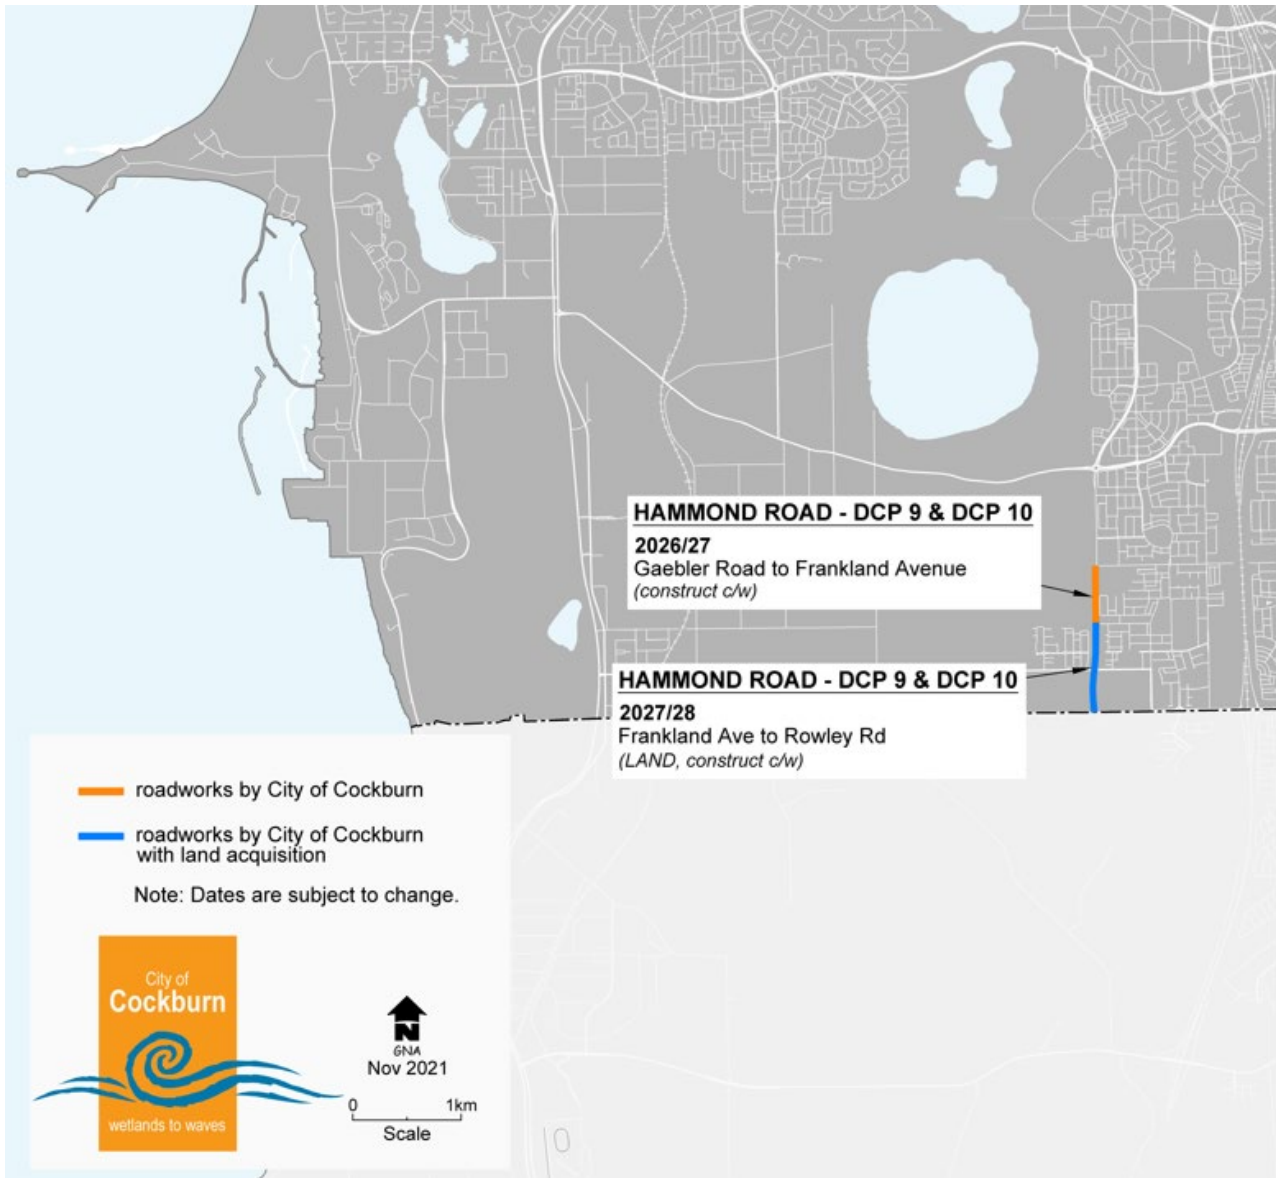 HAMMOND ROAD - DCP 9 & DCP 10
2026/27
Gaebler Road to Frankland Avenue
(construct c/w)
HAMMOND ROAD - DCP 9 & DCP 10
2027/28
Frankland Ave to Rowley Rd
(LAND, construct c/w)
roadworks by City of Cockburn
roadworks by City of Cockburn
with land acquisition
Note: Dates are subject to change.
City of
Cockburn
wetlands to waves
N
GNA
Nov 2021
0 1km
Scale